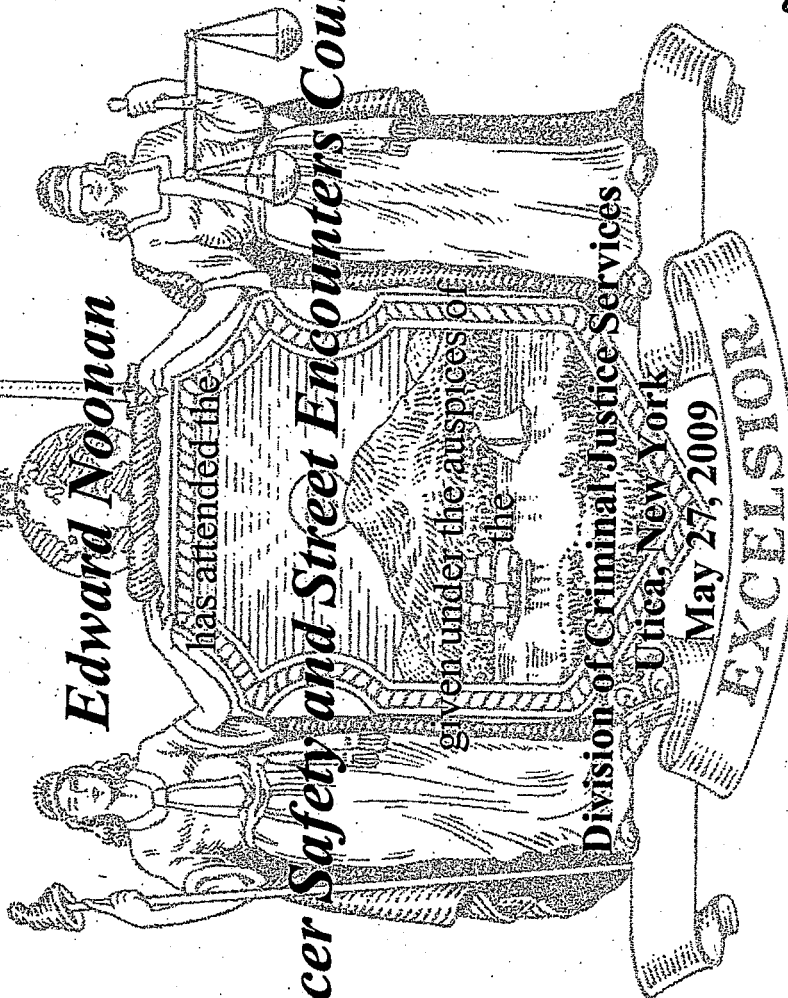 Edward Noonan
has attended the
cer Safety and Street Encounters Cou
given under the auspices of
the
Division of Criminal Justice Services
Utica, New York
May 27, 2009
EXCELSIOR